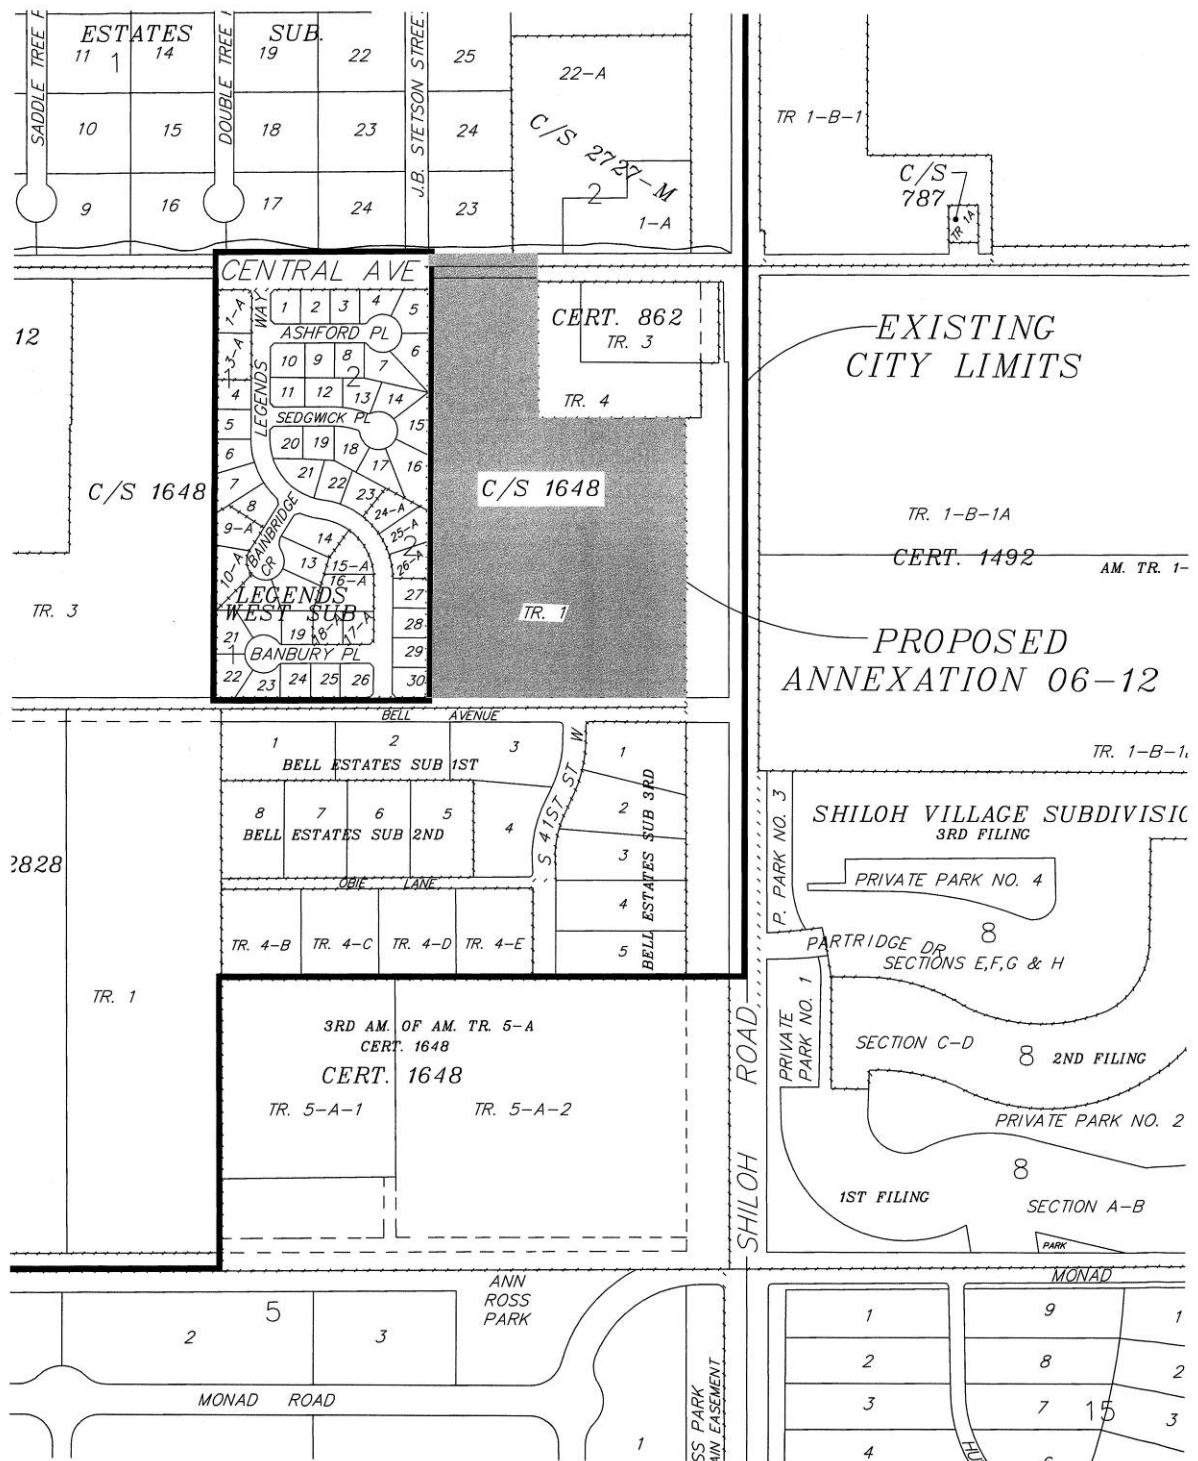 ESTATES SUB.
SADDLE TREE
DOUBLE TREE
J.B. STETSON STREET
11
1
14
19
22
25
22-A
10
15
18
23
24
C/S 2727-M
2
9
16
17
24
23
1-A
TR 1-B-1
C/S
787
TR 1A
CENTRAL AVE
12
1-A
3-A
1
4
5
6
7
8
9-A
10-A
LEGENDS WAY
1
2
3
4
5
ASHFORD PL
10
9
8
7
6
2
11
12
13
14
SEDGWICK PL
15
20
19
18
17
16
21
22
23
24-A
25-A
26-A
2
BAINBRIDGE
CR
14
13
15-A
16-A
LEGENDS
WEST SUB
27
28
29
30
21
1
22
19
18-A
17-A
BANBURY PL
23
24
25
26
CERT. 862
TR. 3
TR. 4
EXISTING
CITY LIMITS
C/S 1648
C/S 1648
TR. 1
TR. 3
TR. 1-B-1A
CERT. 1492
AM. TR. 1-
PROPOSED
ANNEXATION 06-12
TR. 1-B-1
BELL AVENUE
1
2
3
BELL ESTATES SUB 1ST
S 41ST ST W
8
7
6
5
4
BELL ESTATES SUB 2ND
OBIE LANE
1
2
3
4
5
BELL ESTATES SUB 3RD
TR. 4-B
TR. 4-C
TR. 4-D
TR. 4-E
2828
TR. 1
P. PARK NO. 3
SHILOH VILLAGE SUBDIVISIO
3RD FILING
PRIVATE PARK NO. 4
8
PARTRIDGE DR
SECTIONS E,F,G & H
PRIVATE
PARK NO. 1
SECTION C-D
8
2ND FILING
PRIVATE PARK NO. 2
8
1ST FILING
SECTION A-B
PARK
3RD AM. OF AM. TR. 5-A
CERT. 1648
CERT. 1648
TR. 5-A-1
TR. 5-A-2
SHILOH ROAD
MONAD
ANN
ROSS
PARK
5
2
3
MONAD ROAD
1
SS PARK
AIN EASEMENT
1
2
3
4
9
8
7
15
6
HU
1
2
3